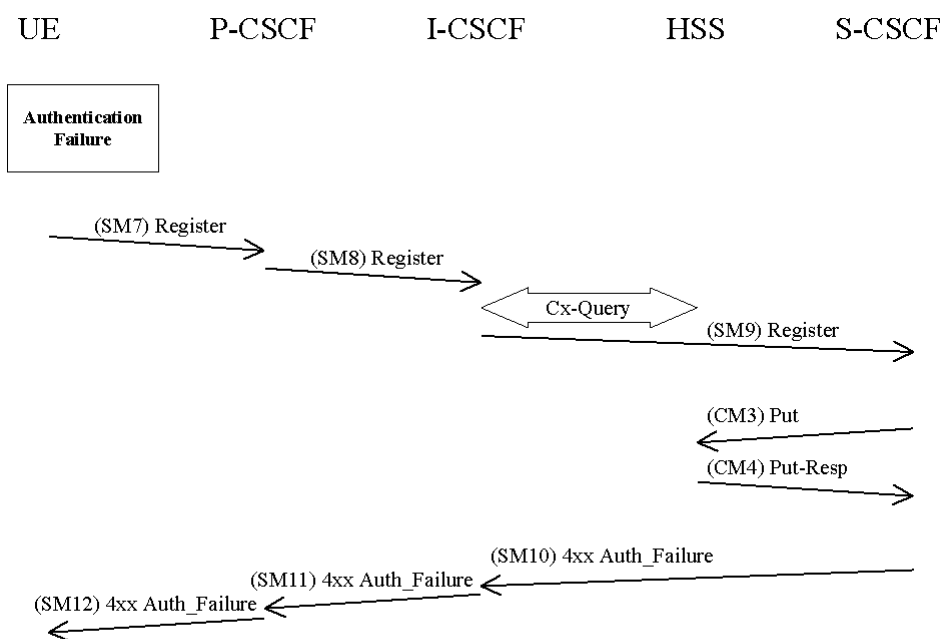 UE P-CSCF I-CSCF HSS S-CSCF
Authentication
Failure
(SM7) Register
(SM8) Register
Cx-Query
(SM9) Register
(CM3) Put
(CM4) Put-Resp
(SM10) 4xx Auth_Failure
(SM11) 4xx Auth_Failure
(SM12) 4xx Auth_Failure